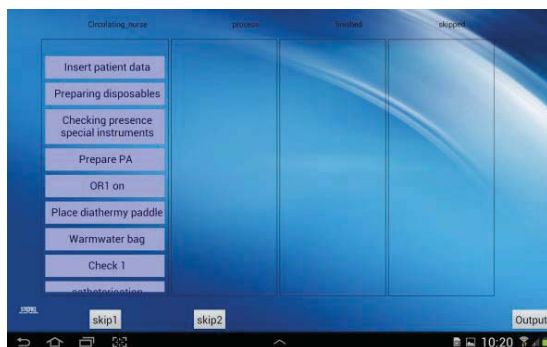 Circulating_nurse process finished skipped
Insert patient data
Preparing disposables
Checking presence
special instruments
Prepare PA
OR1 on
Place diathermy paddle
Warmwater bag
Check 1
catheterisation
skip1 skip2 Output
10:20